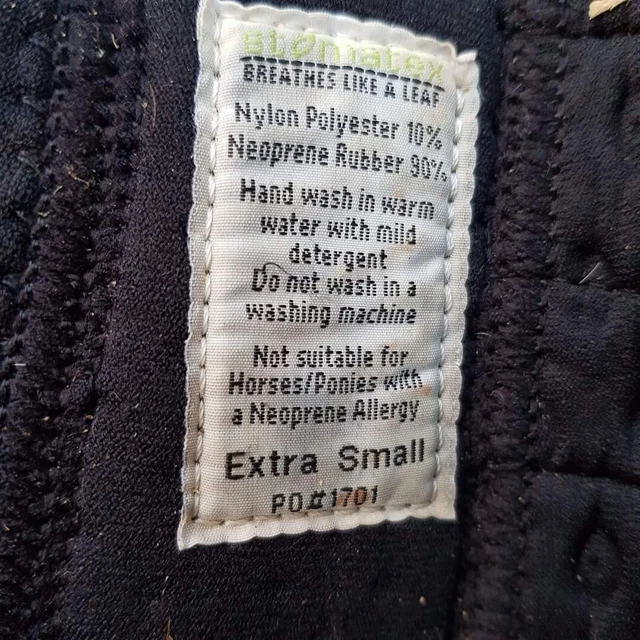 stomatex
BREATHES LIKE A LEAF
Nylon Polyester 10%
Neoprene Rubber 90%
Hand wash in warm
water with mild
detergent
Do not wash in a
washing machine
Not suitable for
Horses/Ponies with
a Neoprene Allergy
Extra Small
PO#1701